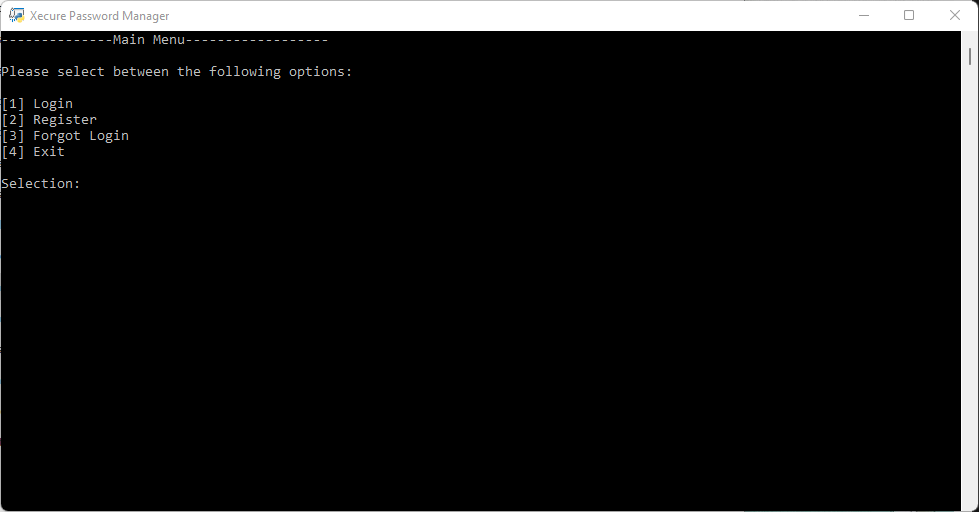 Xecure Password Manager
--------------Main Menu------------------
Please select between the following options:
[1] Login
[2] Register
[3] Forgot Login
[4] Exit
Selection: